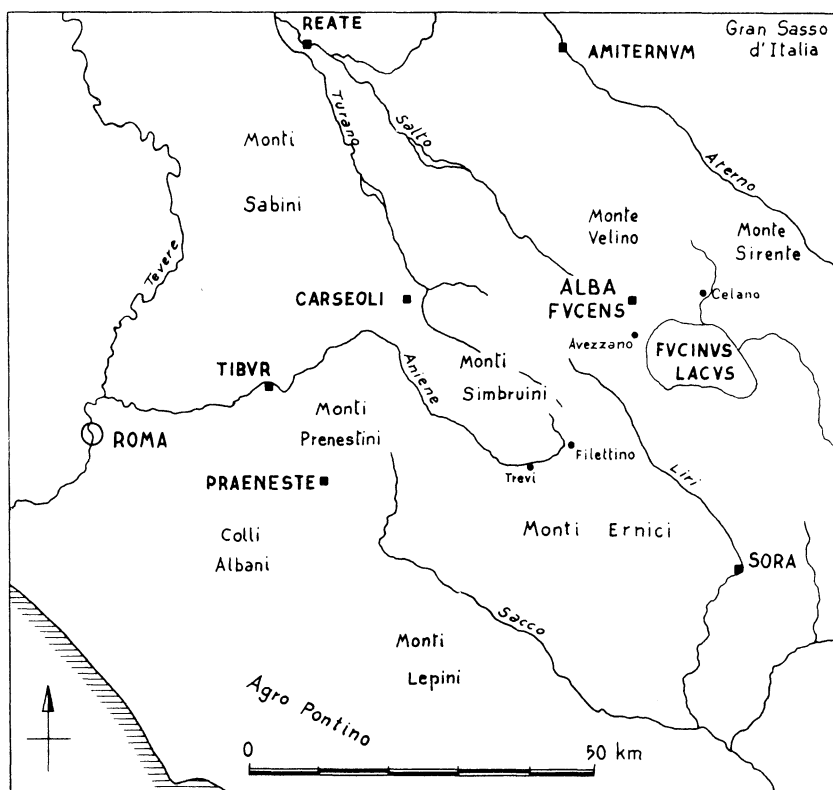 REATE
AMITERNVM
Gran Sasso
d'Italia
Turano
Salto
Monti
Sabini
Aterno
Monte
Velino
Monte
Sirente
Tevere
CARSEOLI
ALBA
FVCENS
Celano
Avezzano
FVCINVS
LACVS
TIBVR
Aniene
Monti
Simbruini
Monti
Prenestini
ROMA
Filettino
Trevi
Liri
PRAENESTE
Colli
Albani
Monti Ernici
SORA
Sacco
Monti
Lepini
Agro Pontino
0
50 km